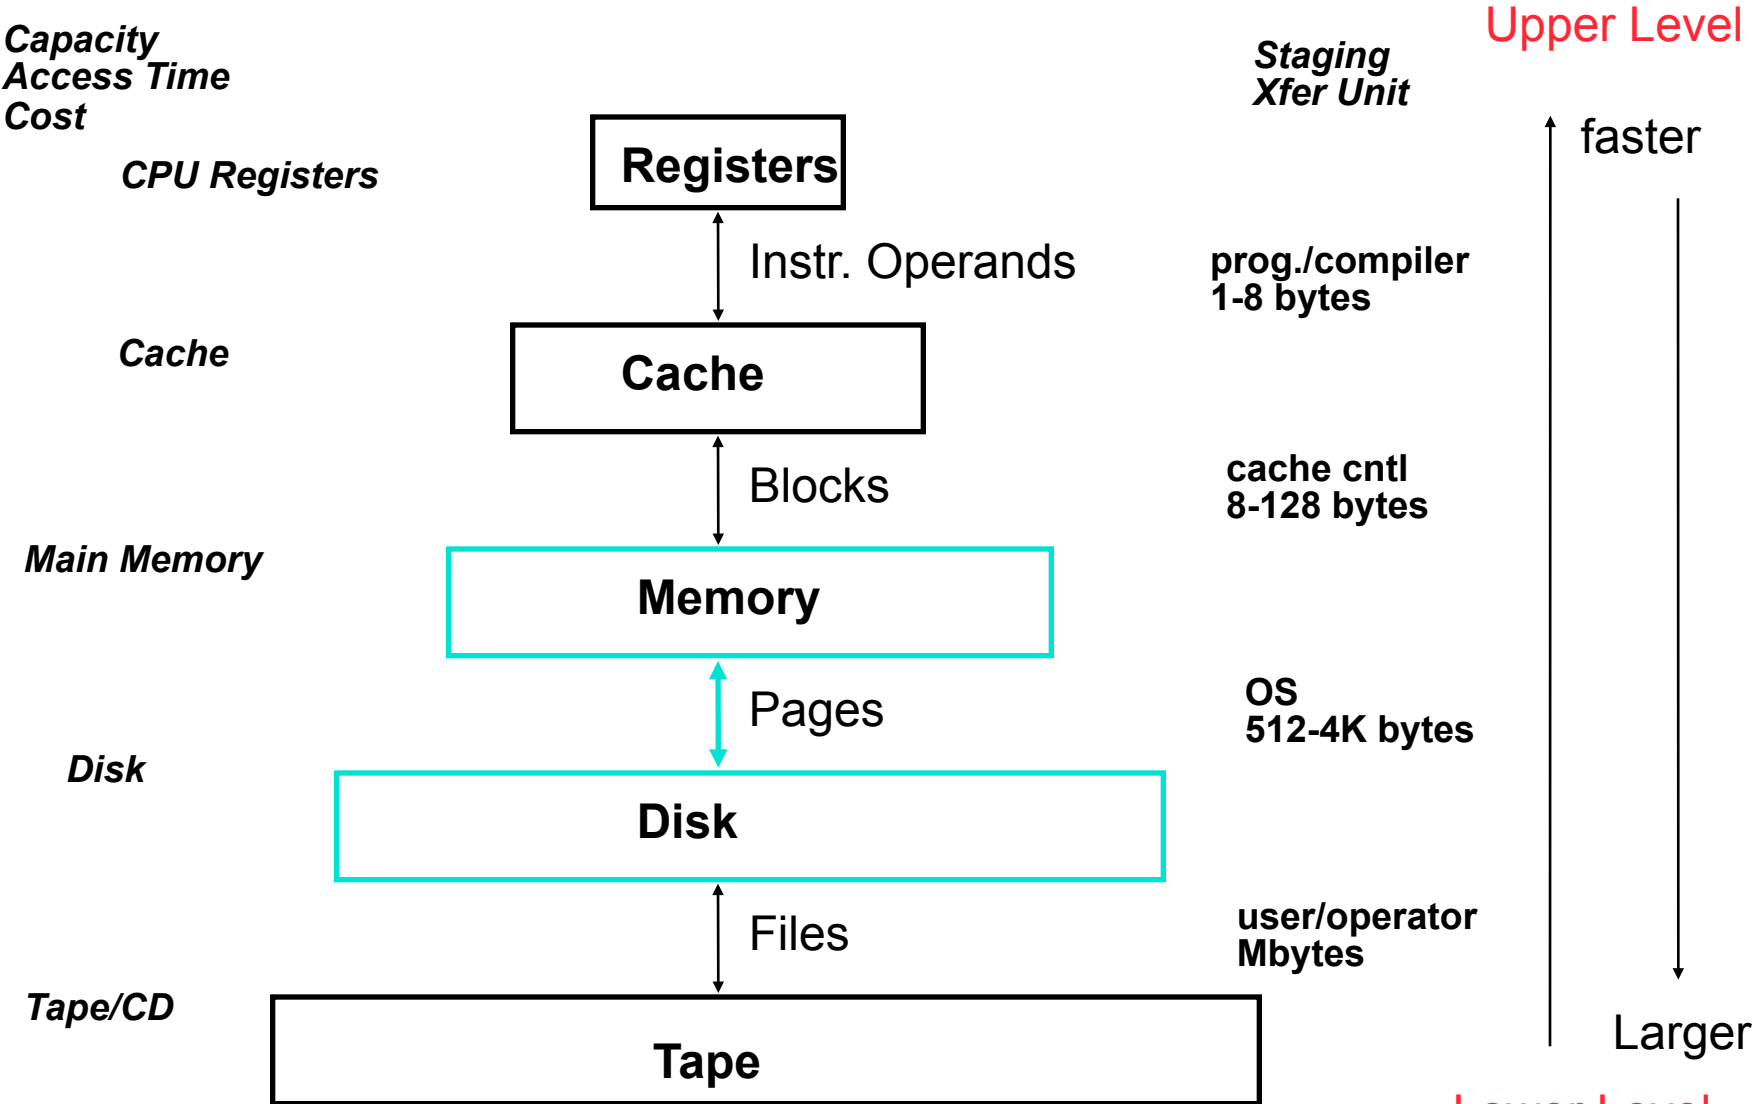 Upper Level
Capacity
Access Time
Cost
Staging
Xfer Unit
faster
CPU Registers
Registers
Instr. Operands
prog./compiler
1-8 bytes
Cache
Cache
Blocks
cache cntl
8-128 bytes
Main Memory
Memory
Pages
OS
512-4K bytes
Disk
Disk
Files
user/operator
Mbytes
Tape/CD
Tape
Larger
Lower Level